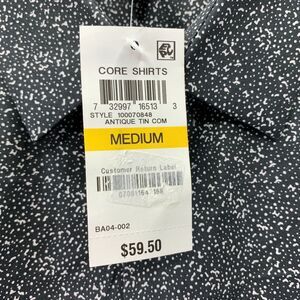 CORE SHIRTS
7 32997 16513 3
STYLE 100070848
ANTIQUE TIN COM
MEDIUM
Customer Return Label
BA04-002
$59.50